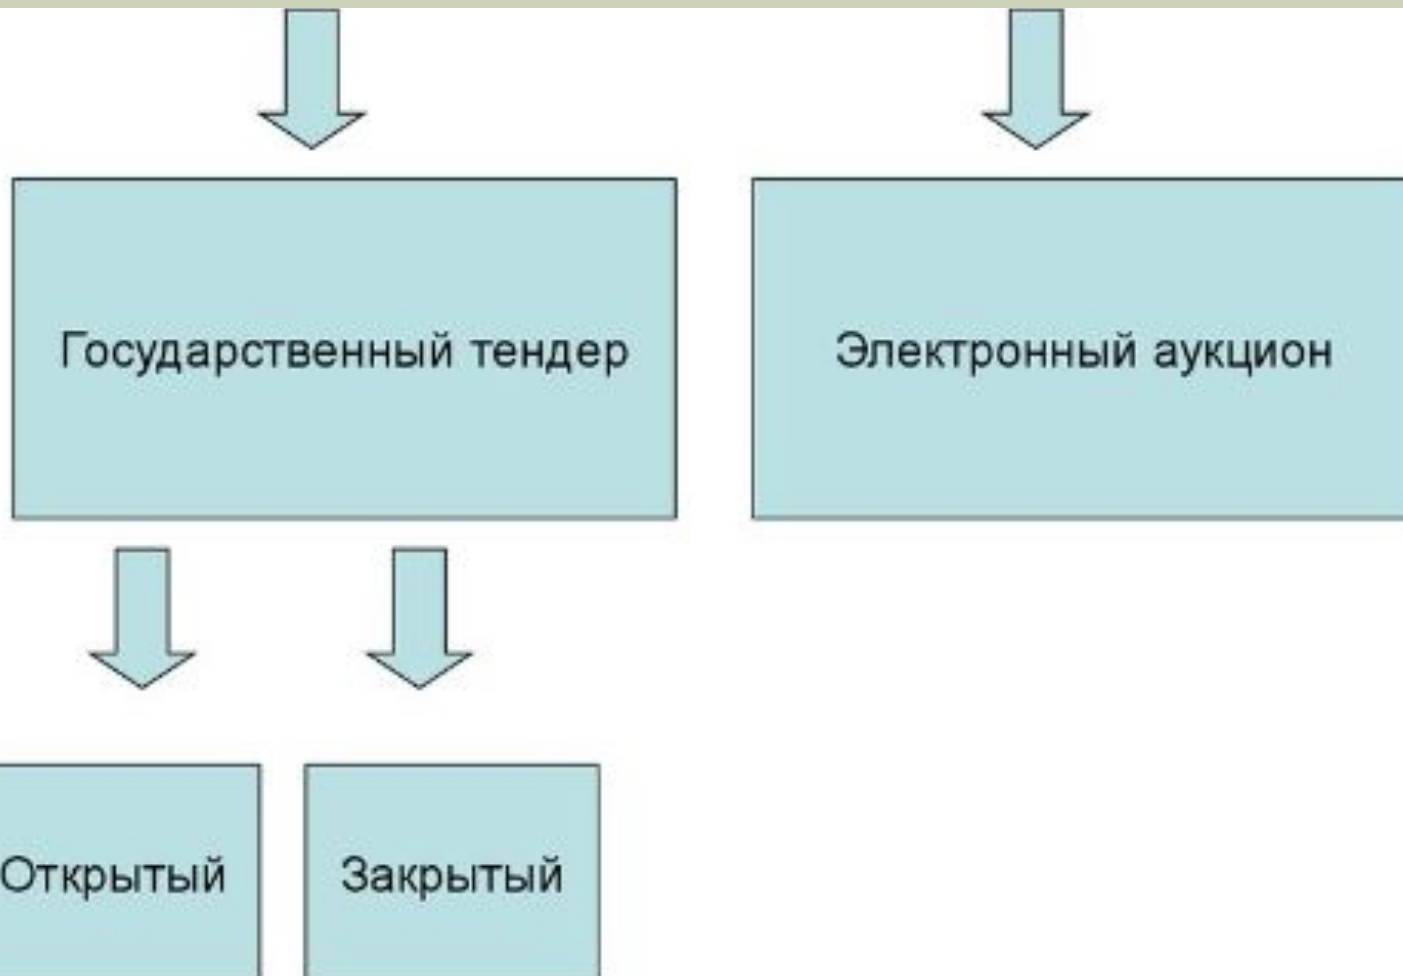 Государственный тендер
Электронный аукцион
Открытый
Закрытый